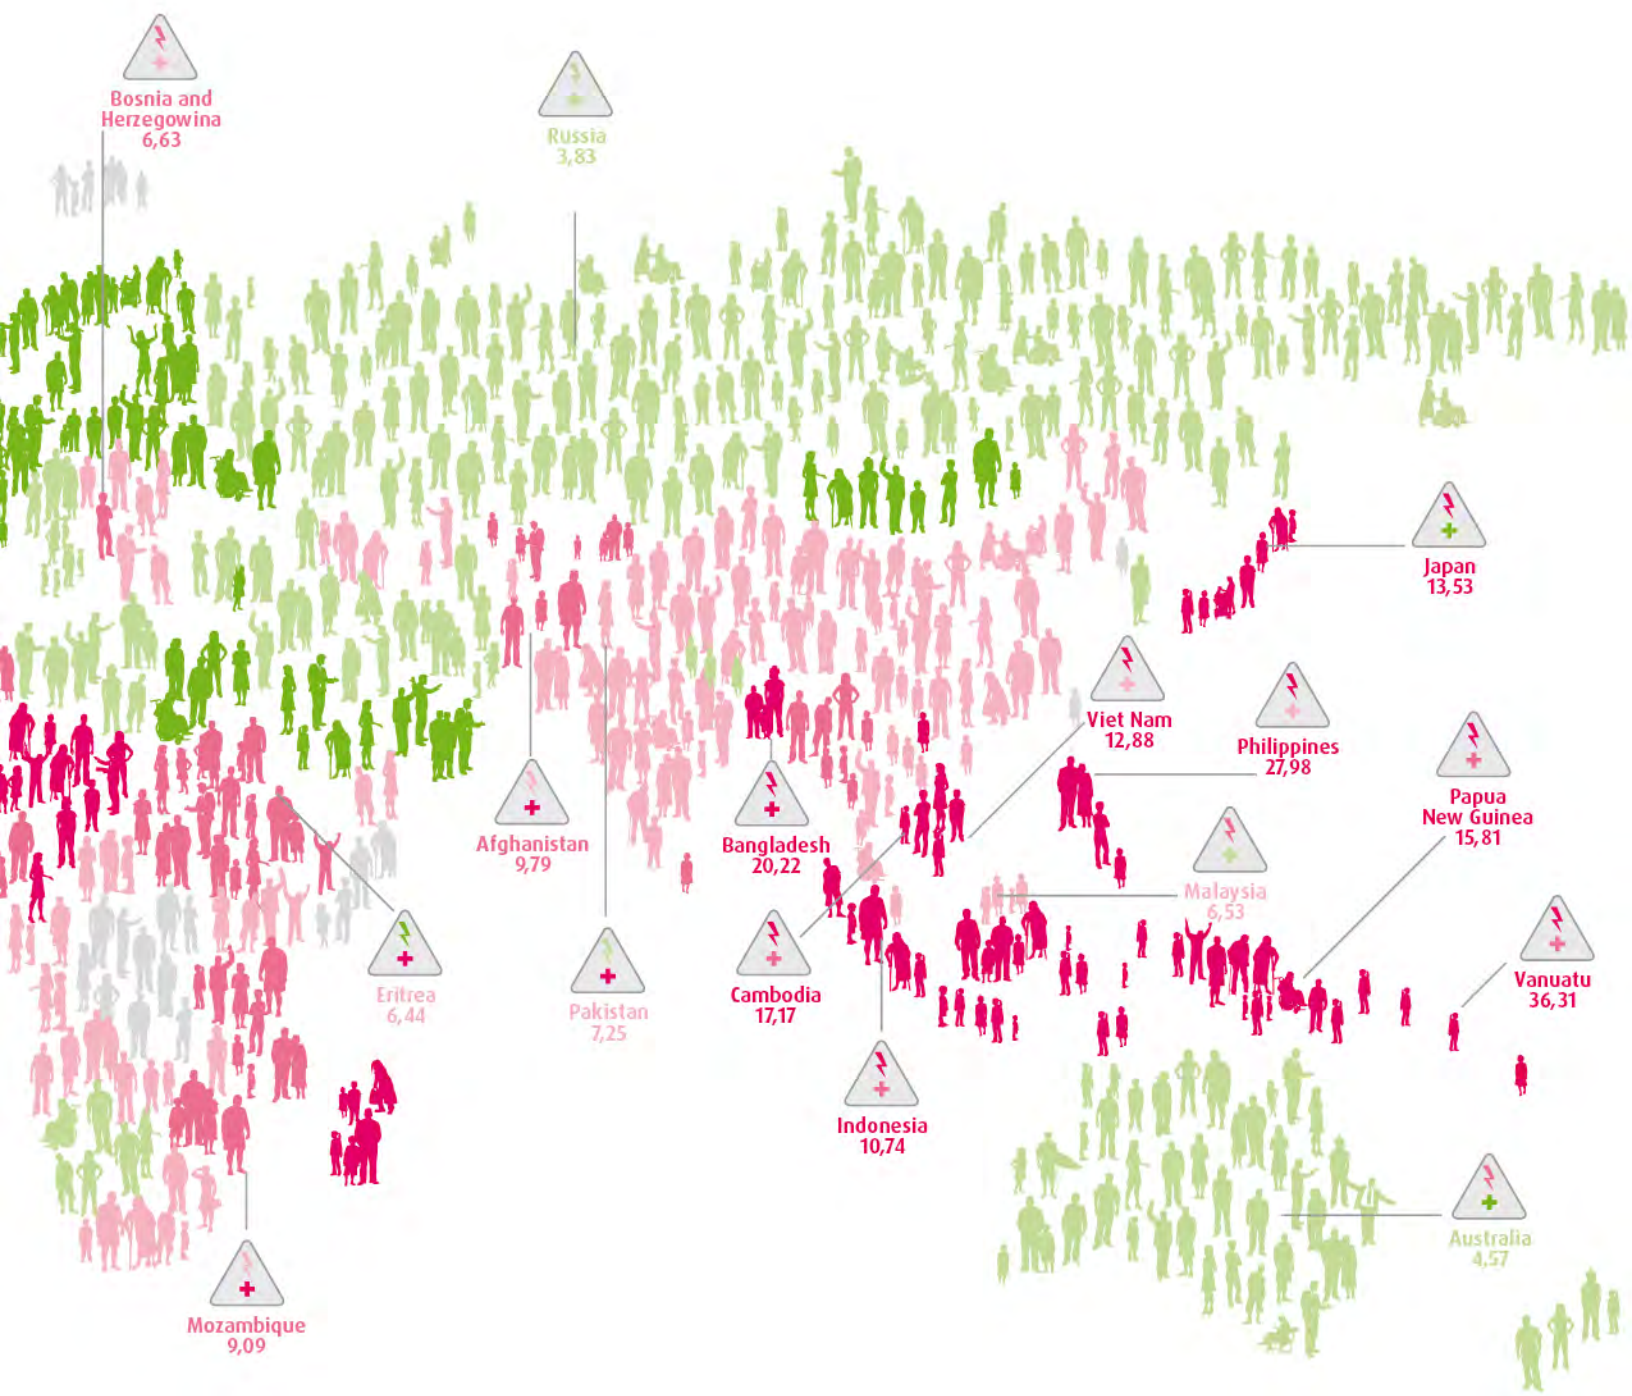 Bosnia and
Herzegowina
6,63
Russia
3,83
Japan
13,53
Viet Nam
12,88
Philippines
27,98
Papua
New Guinea
15,81
Afghanistan
9,79
Bangladesh
20,22
Malaysia
6,53
Eritrea
6,44
Pakistan
7,25
Cambodia
17,17
Vanuatu
36,31
Indonesia
10,74
Australia
4,57
Mozambique
9,09